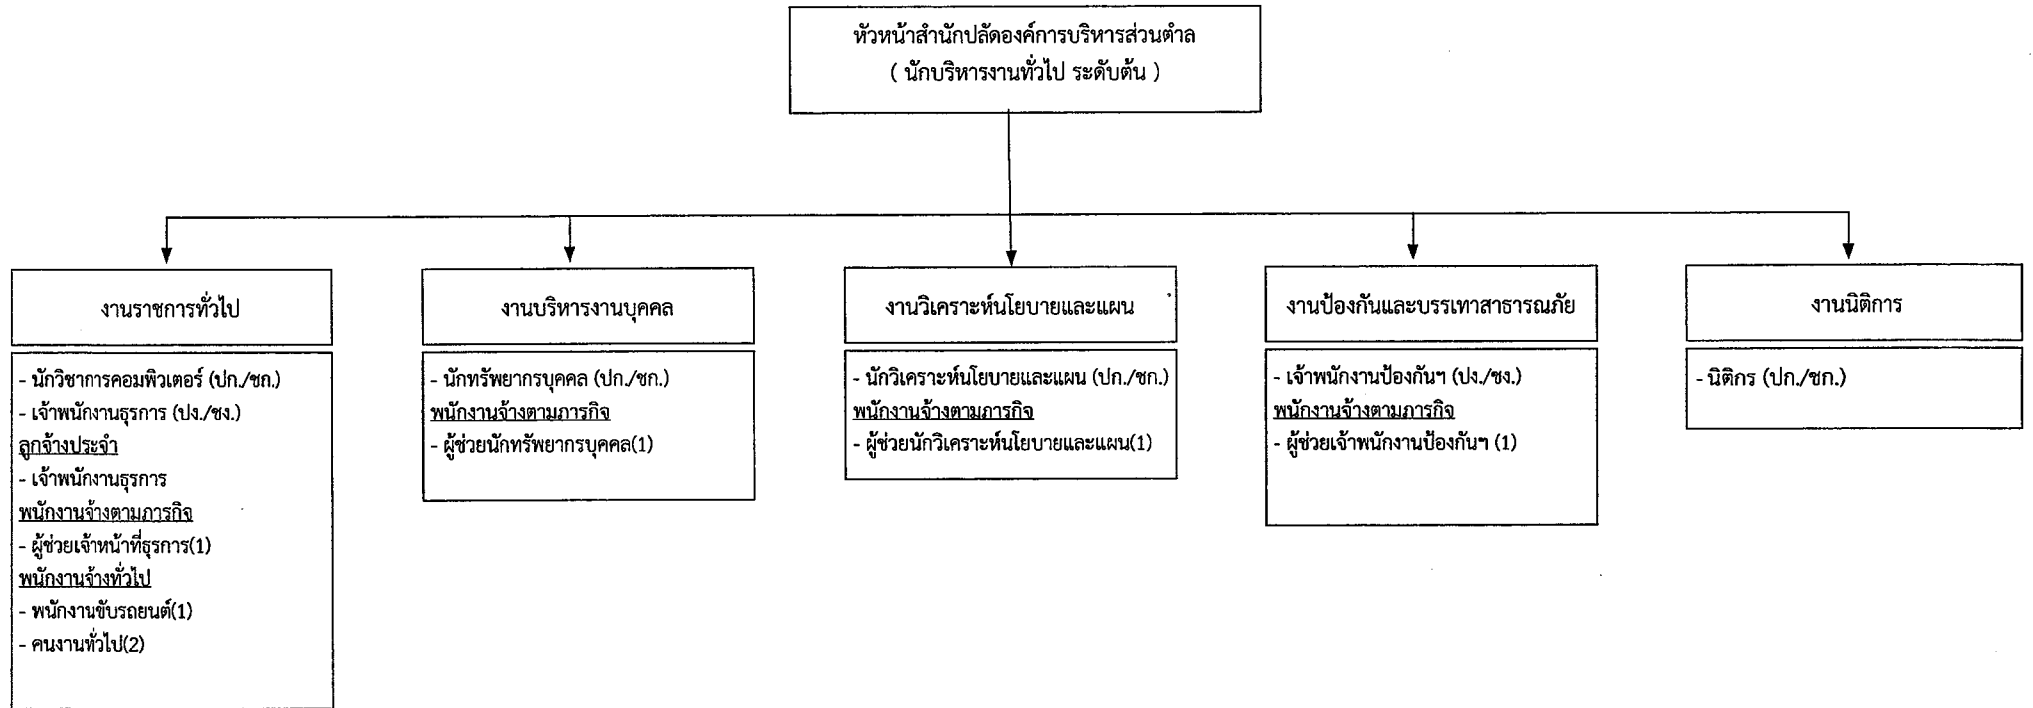 หัวหน้าสำนักปลัดองค์การบริหารส่วนตำล
( นักบริหารงานทั่วไป ระดับต้น )
งานราชการทั่วไป
- นักวิชาการคอมพิวเตอร์ (ปก./ชก.)
- เจ้าพนักงานธุรการ (ปง./ชง.)
ลูกจ้างประจำ
- เจ้าพนักงานธุรการ
พนักงานจ้างตามภารกิจ
- ผู้ช่วยเจ้าหน้าที่ธุรการ(1)
พนักงานจ้างทั่วไป
- พนักงานขับรถยนต์(1)
- คนงานทั่วไป(2)
งานบริหารงานบุคคล
- นักทรัพยากรบุคคล (ปก./ชก.)
พนักงานจ้างตามภารกิจ
- ผู้ช่วยนักทรัพยากรบุคคล(1)
งานวิเคราะห์นโยบายและแผน
- นักวิเคราะห์นโยบายและแผน (ปก./ชก.)
พนักงานจ้างตามภารกิจ
- ผู้ช่วยนักวิเคราะห์นโยบายและแผน(1)
งานป้องกันและบรรเทาสาธารณภัย
- เจ้าพนักงานป้องกันฯ (ปง./ชง.)
พนักงานจ้างตามภารกิจ
- ผู้ช่วยเจ้าพนักงานป้องกันฯ (1)
งานนิติการ
- นิติกร (ปก./ชก.)